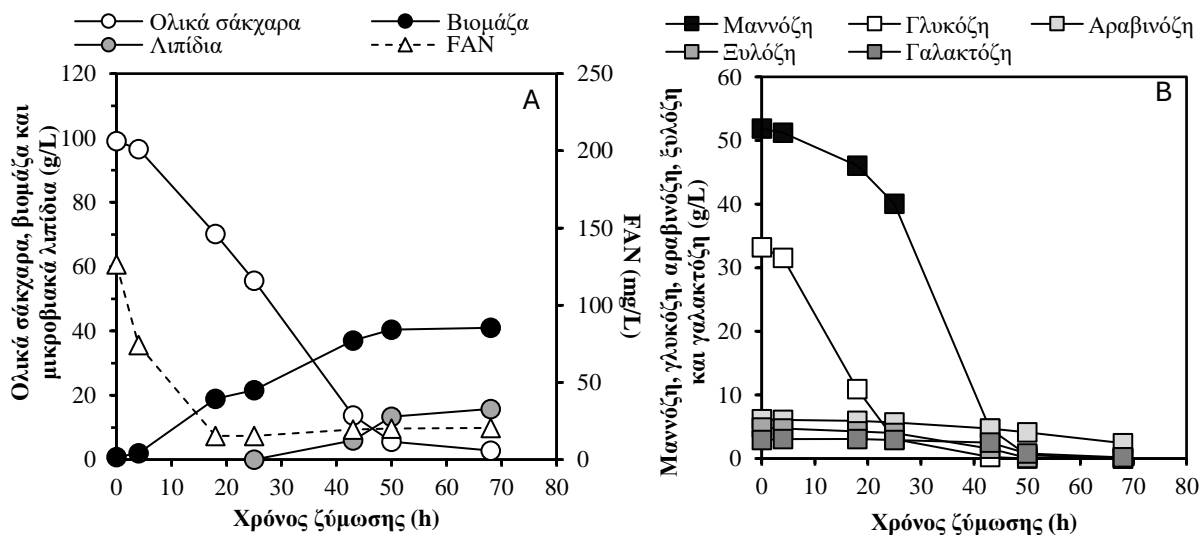 Ολικά σάκχαρα Βιομάζα
Λιπίδια FAN
A
Ολικά σάκχαρα, βιομάζα και
μικροβιακά λιπίδια (g/L)
120
100
80
60
40
20
0
250
200
150
100
50
0
FAN (mg/L)
0 10 20 30 40 50 60 70 80
Χρόνος ζύμωσης (h)
Μαννόζη Γλυκόζη Αραβινόζη
Ξυλόζη Γαλακτόζη
B
Μαννόζη, γλυκόζη, αραβινόζη, ξυλόζη
και γαλακτόζη (g/L)
60
50
40
30
20
10
0
0 10 20 30 40 50 60 70 80
Χρόνος ζύμωσης (h)